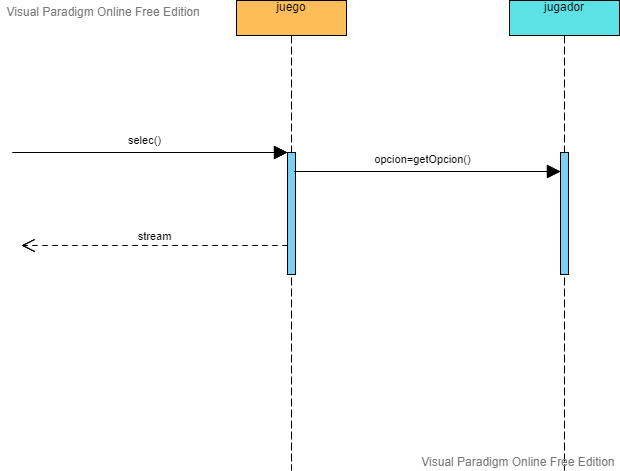 Visual Paradigm Online Free Edition
juego
jugador
selec()
opcion=getOpcion()
stream
Visual Paradigm Online Free Edition